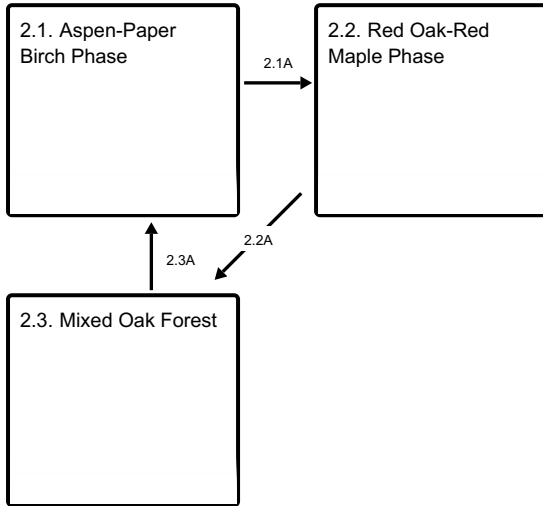 2.1. Aspen-Paper
Birch Phase
2.1A
2.2. Red Oak-Red
Maple Phase
2.2A
2.3A
2.3. Mixed Oak Forest